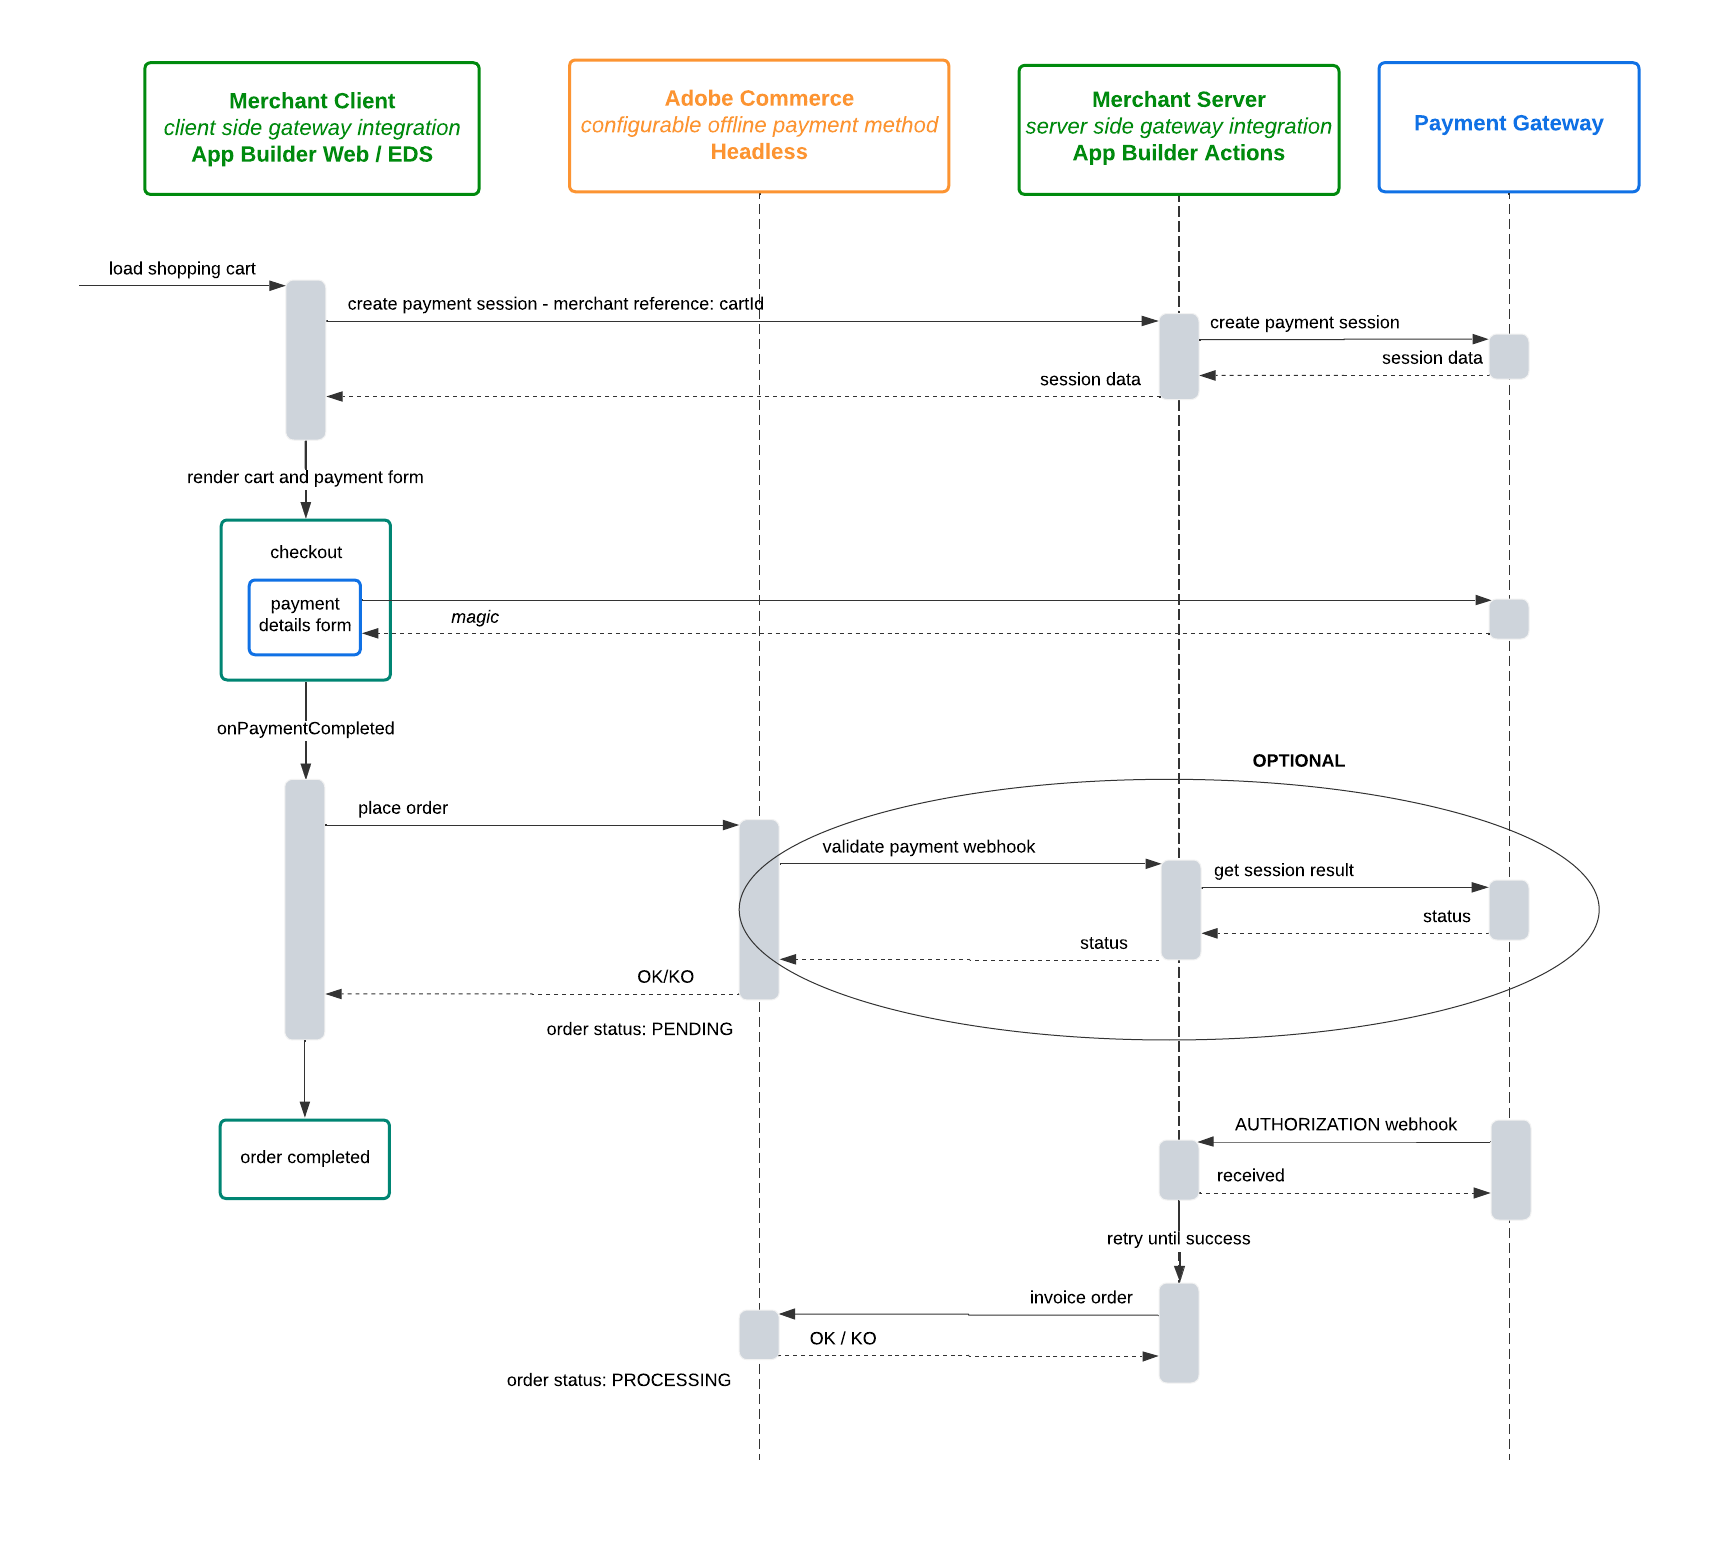 Merchant Client
client side gateway integration
App Builder Web / EDS
Adobe Commerce
configurable offline payment method
Headless
Merchant Server
server side gateway integration
App Builder Actions
Payment Gateway
load shopping cart
create payment session - merchant reference: cartId
create payment session
session data
session data
render cart and payment form
checkout
payment
details form
magic
onPaymentCompleted
OPTIONAL
place order
validate payment webhook
get session result
status
status
OK/KO
order status: PENDING
AUTHORIZATION webhook
order completed
received
retry until success
invoice order
OK / KO
order status: PROCESSING